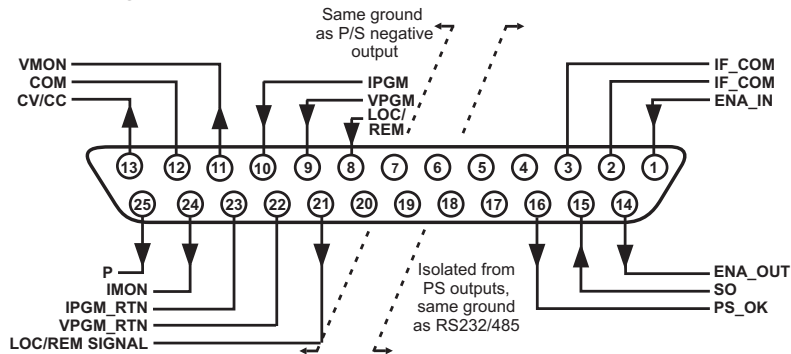 Same ground
as P/S negative
output
VMON
COM
CV/CC
IPGM
VPGM
LOC/
REM
IF_COM
IF_COM
ENA_IN
13 12 11 10 9 8 7 6 5 4 3 2 1
25 24 23 22 21 20 19 18 17 16 15 14
P
IMON
IPGM_RTN
VPGM_RTN
LOC/REM SIGNAL
Isolated from
PS outputs,
same ground
as RS232/485
ENA_OUT
SO
PS_OK